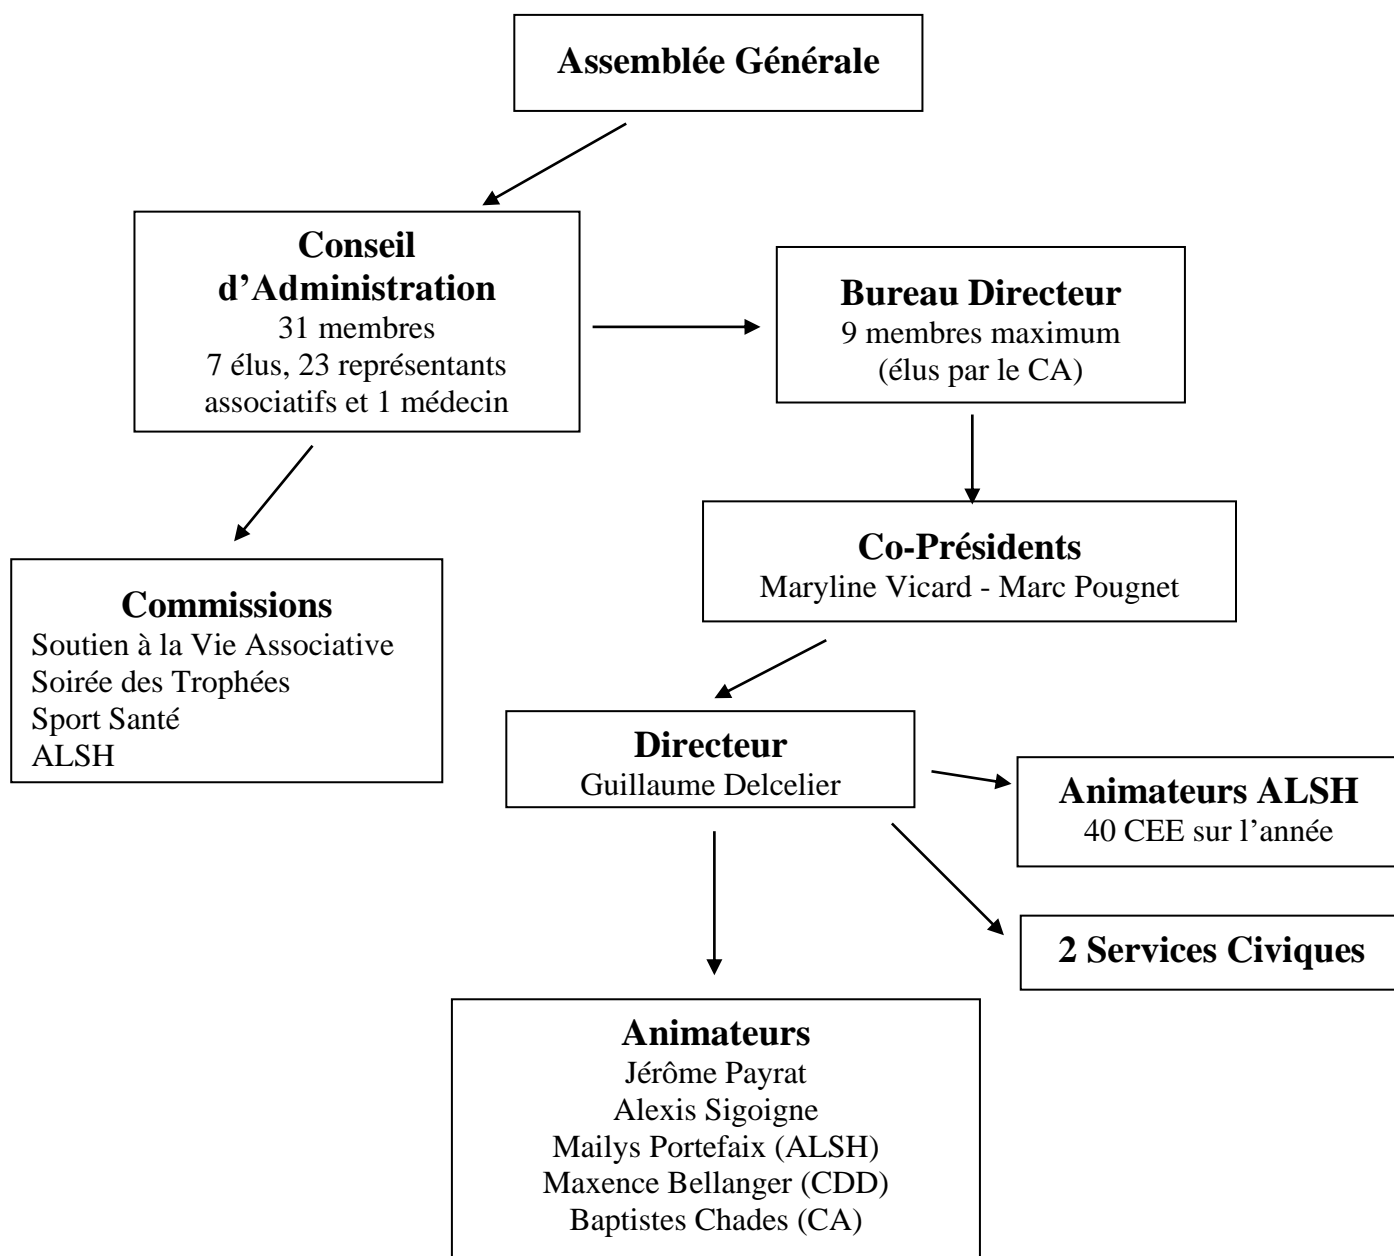 Assemblée Générale
Conseil
d’Administration
31 membres
7 élus, 23 représentants
associatifs et 1 médecin
Bureau Directeur
9 membres maximum
(élus par le CA)
Co-Présidents
Maryline Vicard - Marc Pougnet
Commissions
Soutien à la Vie Associative
Soirée des Trophées
Sport Santé
ALSH
Directeur
Guillaume Delcelier
Animateurs ALSH
40 CEE sur l’année
2 Services Civiques
Animateurs
Jérôme Payrat
Alexis Sigoigne
Mailys Portefaix (ALSH)
Maxence Bellanger (CDD)
Baptistes Chades (CA)